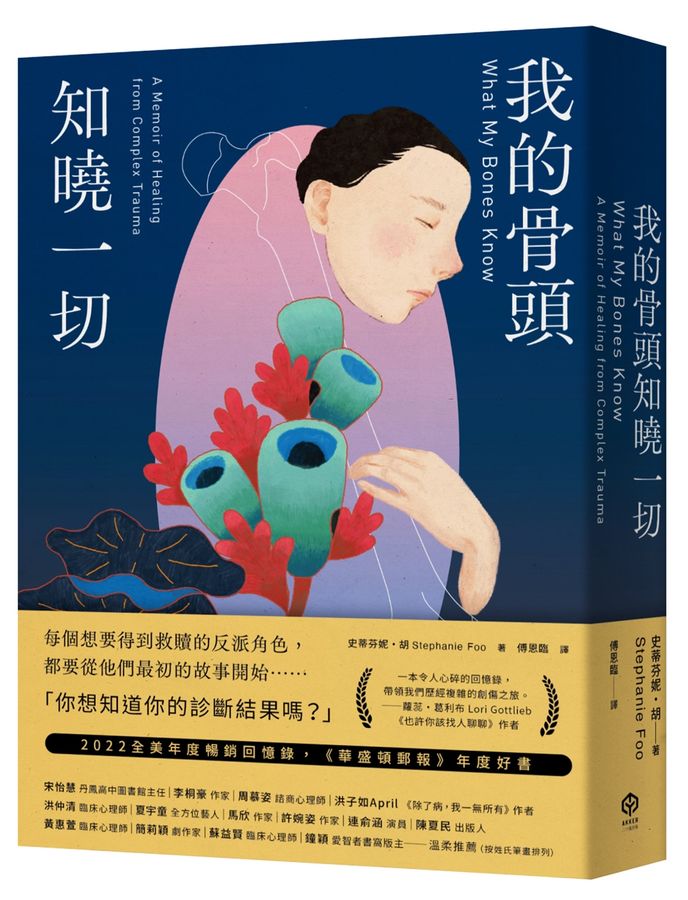 我的骨頭
What My Bones Know
知曉一切
A Memoir of Healing
from Complex Trauma
每個想要得到救贖的反派角色，
都要從他們最初的故事開始……
「你想知道你的診斷結果嗎？」
史蒂芬妮・胡 Stephanie Foo 著 傅恩臨 譯
一本令人心碎的回憶錄，
帶領我們歷經複雜的創傷之旅。
——蘿蕊・葛利布 Lori Gottlieb
《也許你該找人聊聊》作者
2022全美年度暢銷回憶錄，《華盛頓郵報》年度好書
宋怡慧 丹鳳高中圖書館主任｜李桐豪 作家｜周慕姿 諮商心理師｜洪子如April 《除了病，我一無所有》作者
洪仲清 臨床心理師｜夏宇童 全方位藝人｜馬欣 作家｜許婉姿 作家｜連俞涵 演員｜陳夏民 出版人
黃惠萱 臨床心理師｜簡莉穎 劇作家｜蘇益賢 臨床心理師｜鐘穎 愛智者書窩版主——溫柔推薦（按姓氏筆畫排列）
我的骨頭知曉一切
What My Bones Know
A Memoir of Healing from Complex Trauma
史蒂芬妮・胡——著
Stephanie Foo
傅恩臨——譯
AKKER